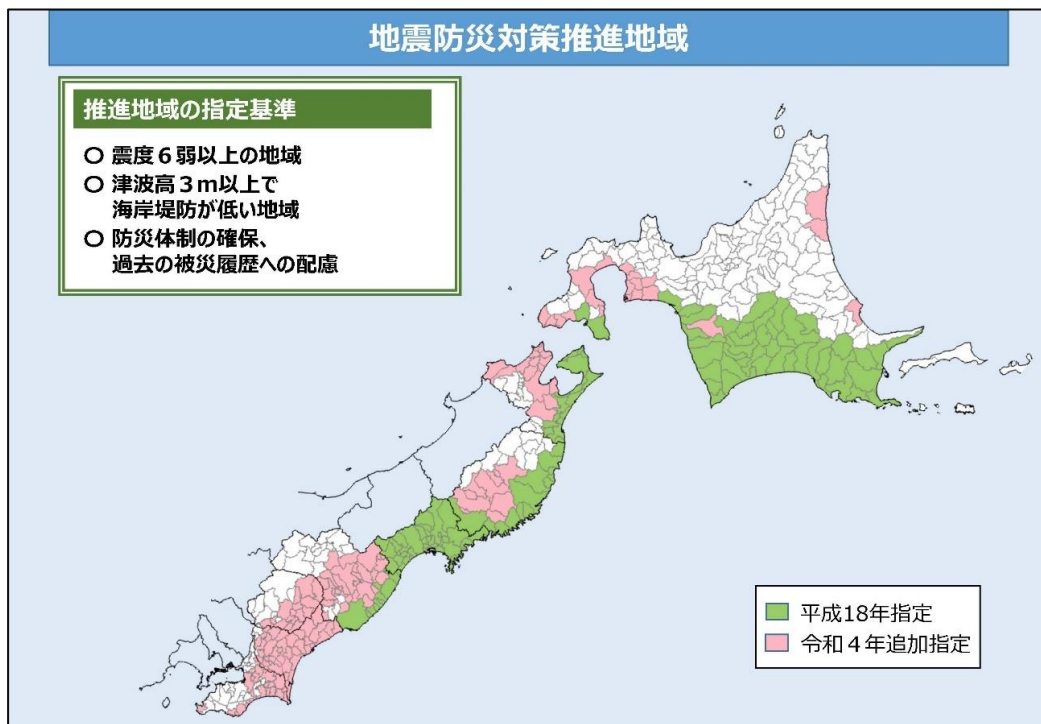 地震防災対策推進地域
推進地域の指定基準
○ 震度６弱以上の地域
○ 津波高３ｍ以上で
海岸堤防が低い地域
○ 防災体制の確保、
過去の被災履歴への配慮
平成18年指定
令和４年追加指定